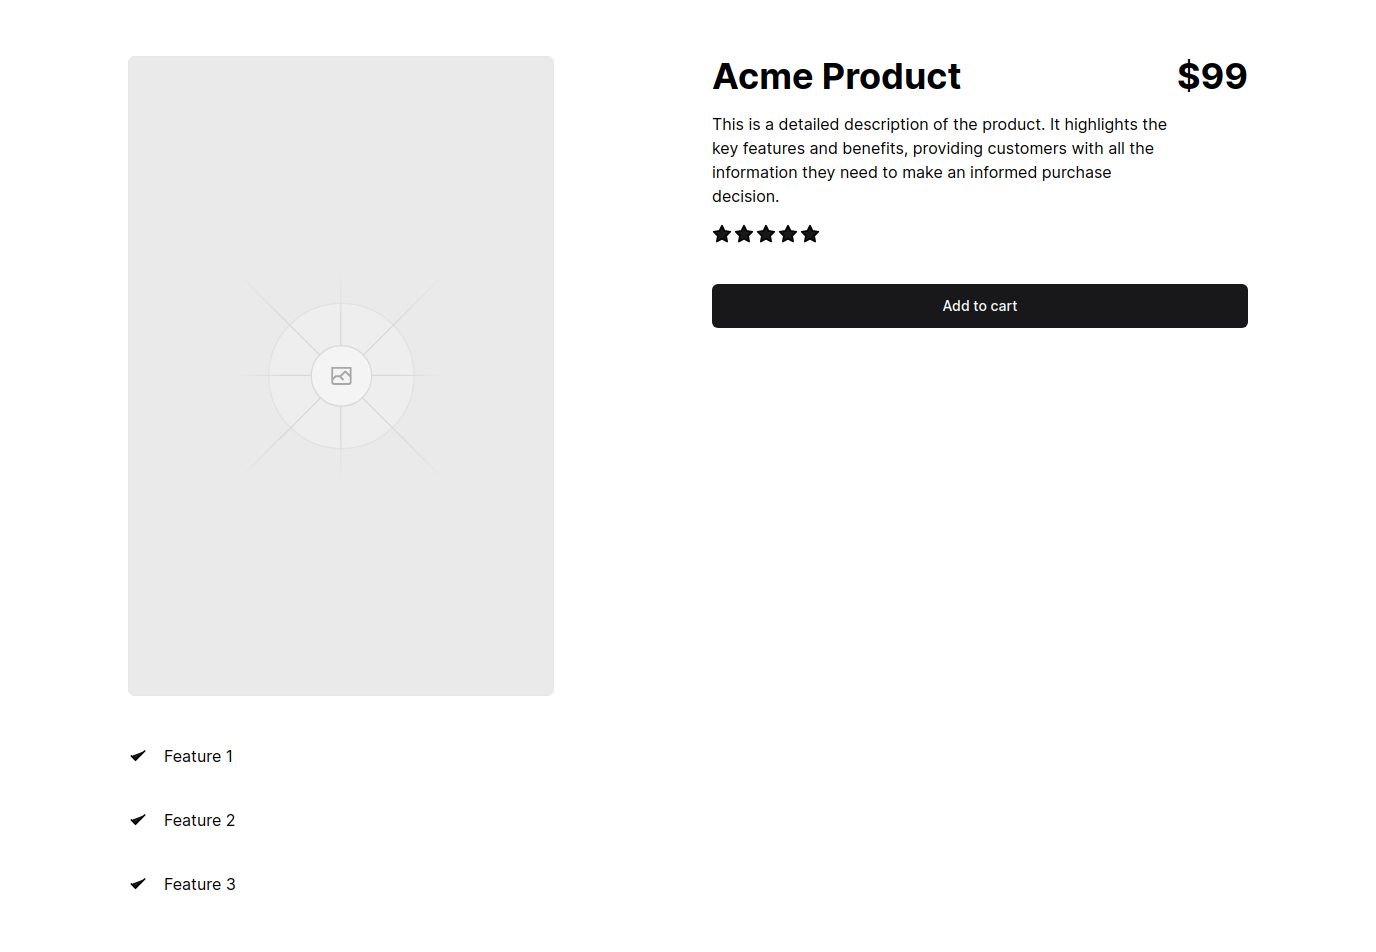 Acme Product
$99
This is a detailed description of the product. It highlights the
key features and benefits, providing customers with all the
information they need to make an informed purchase
decision.
Add to cart
Feature 1
Feature 2
Feature 3